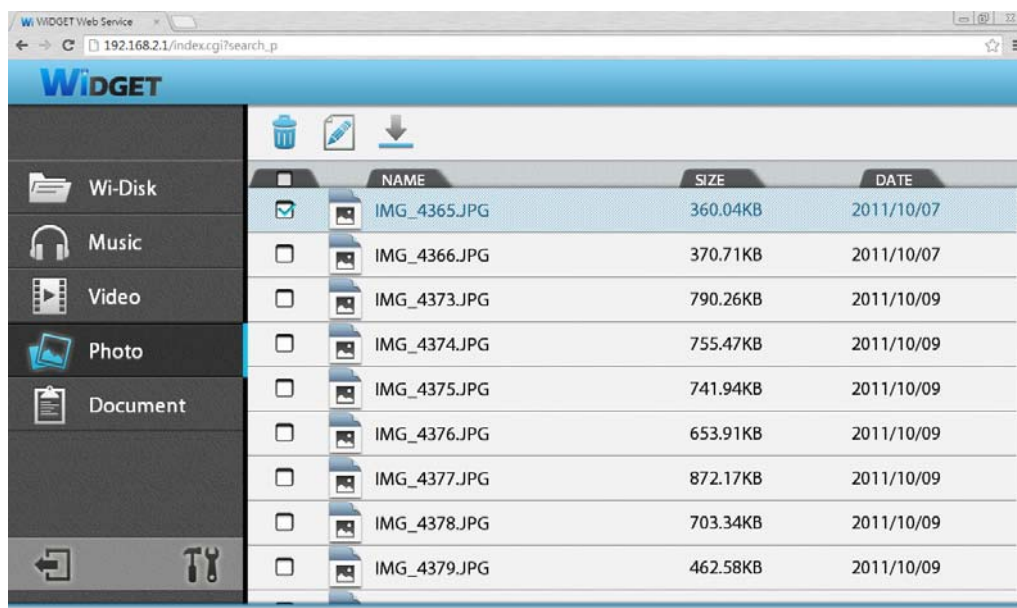 WiDGET Web Service
192.168.2.1/index.cgi?search_p
WiDGET
NAME SIZE DATE
Wi-Disk
Music
Video
Photo
Document
IMG_4365.JPG 360.04KB 2011/10/07
IMG_4366.JPG 370.71KB 2011/10/07
IMG_4373.JPG 790.26KB 2011/10/09
IMG_4374.JPG 755.47KB 2011/10/09
IMG_4375.JPG 741.94KB 2011/10/09
IMG_4376.JPG 653.91KB 2011/10/09
IMG_4377.JPG 872.17KB 2011/10/09
IMG_4378.JPG 703.34KB 2011/10/09
IMG_4379.JPG 462.58KB 2011/10/09